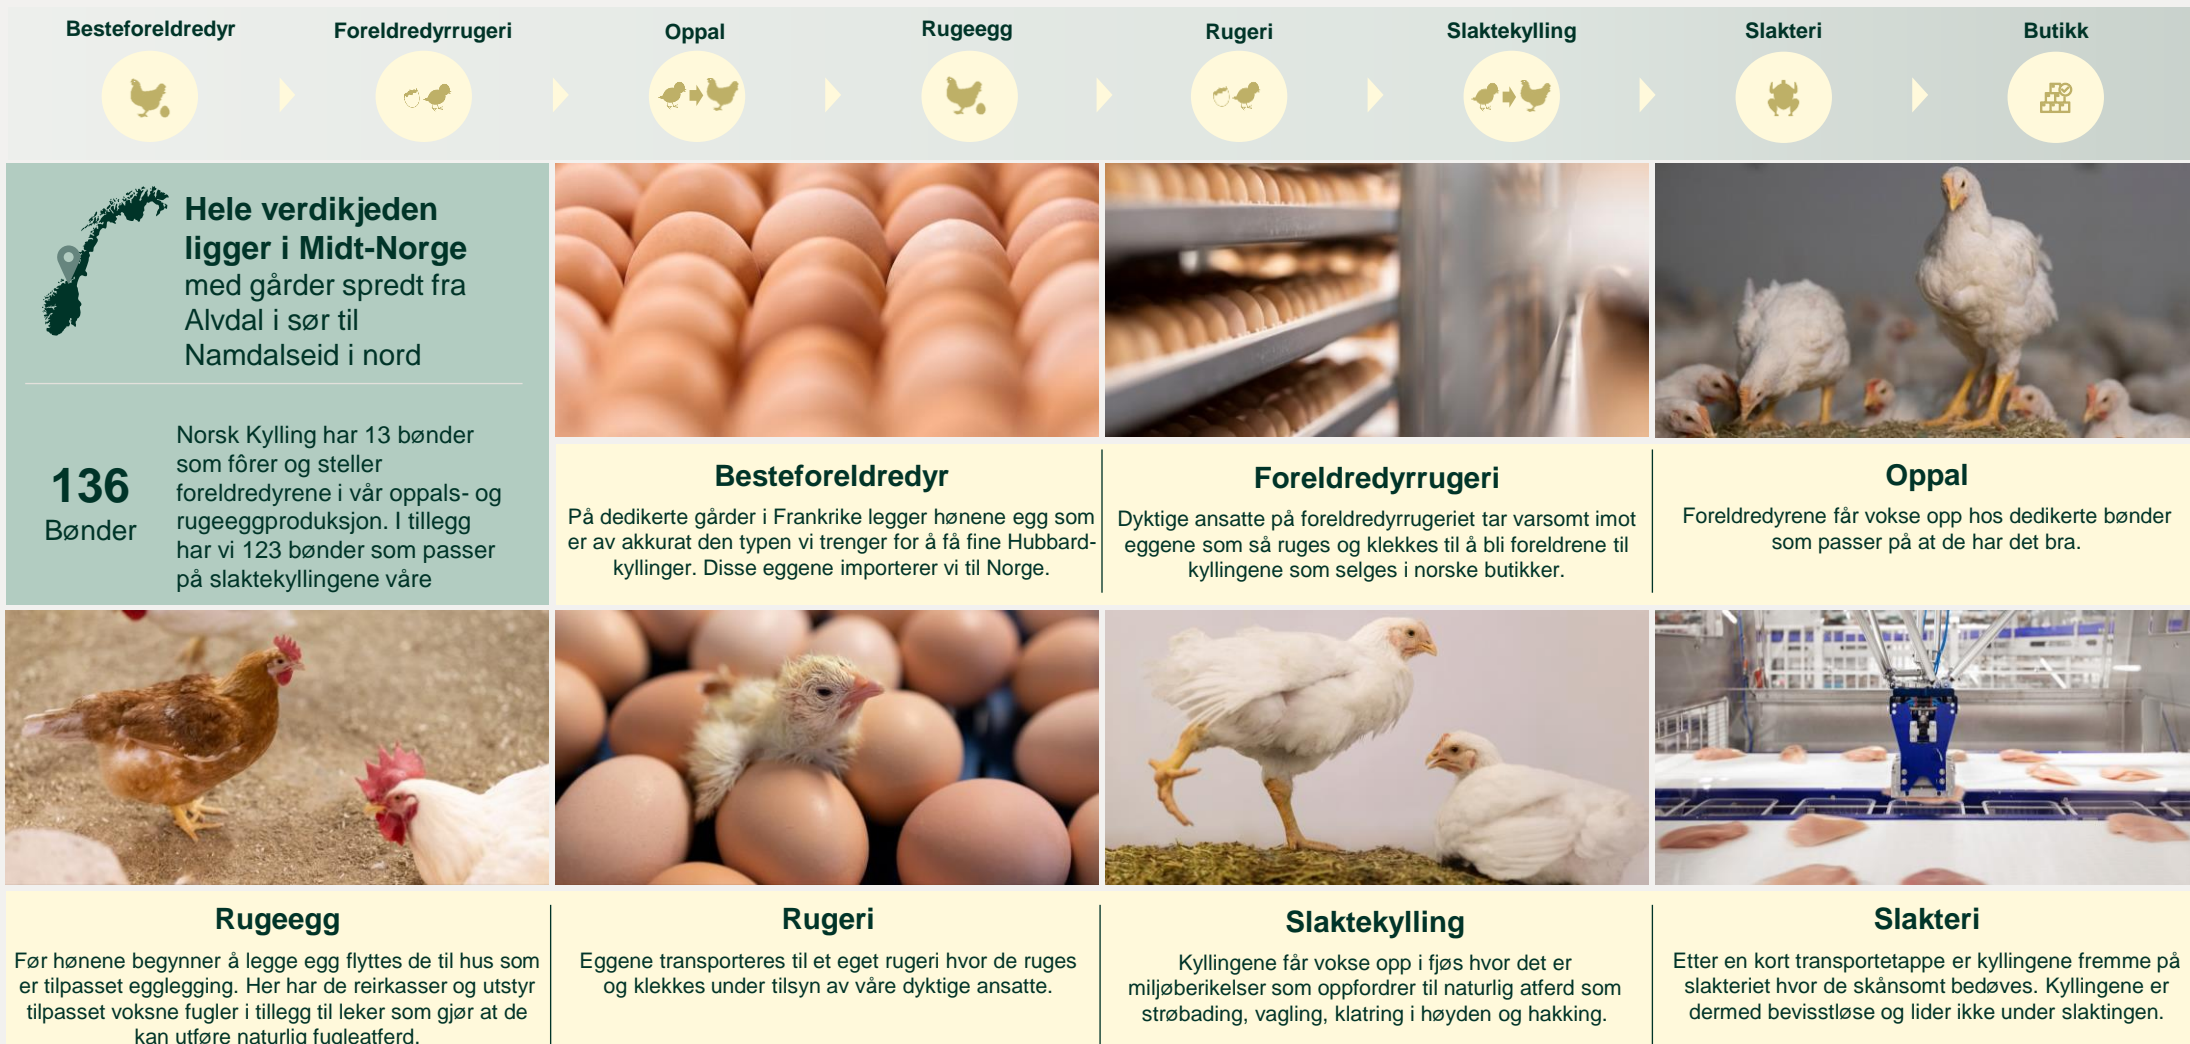 Besteforeldredyr
Foreldredyrrugeri
Oppal
Rugeegg
Rugeri
Slaktekylling
Slakteri
Butikk
Hele verdikjeden
ligger i Midt-Norge
med gårder spredt fra
Alvdal i sør til
Namdalseid i nord
136
Bønder
Norsk Kylling har 13 bønder
som fôrer og steller
foreldredyrene i vår oppals- og
rugeeggproduksjon. I tillegg
har vi 123 bønder som passer
på slaktekyllingene våre
Besteforeldredyr
På dedikerte gårder i Frankrike legger hønene egg som
er av akkurat den typen vi trenger for å få fine Hubbard-
kyllinger. Disse eggene importerer vi til Norge.
Foreldredyrrugeri
Dyktige ansatte på foreldredyrrugeriet tar varsomt imot
eggene som så ruges og klekkes til å bli foreldrene til
kyllingene som selges i norske butikker.
Oppal
Foreldredyrene får vokse opp hos dedikerte bønder
som passer på at de har det bra.
Rugeegg
Før hønene begynner å legge egg flyttes de til hus som
er tilpasset egglegging. Her har de reirkasser og utstyr
tilpasset voksne fugler i tillegg til leker som gjør at de
kan utføre naturlig fugleatferd.
Rugeri
Eggene transporteres til et eget rugeri hvor de ruges
og klekkes under tilsyn av våre dyktige ansatte.
Slaktekylling
Kyllingene får vokse opp i fjøs hvor det er
miljøberikelser som oppfordrer til naturlig atferd som
strøbading, vagling, klatring i høyden og hakking.
Slakteri
Etter en kort transportetappe er kyllingene fremme på
slakteriet hvor de skånsomt bedøves. Kyllingene er
dermed bevisstløse og lider ikke under slaktingen.